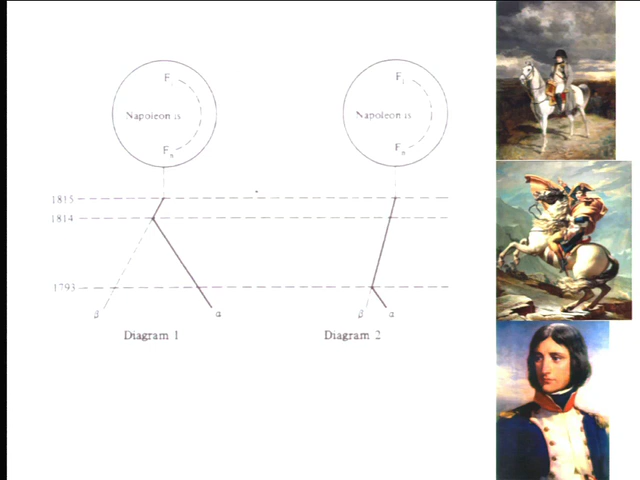 F₁ F₁
Napoleon is Napoleon is
Fₙ Fₙ
1815
1814
1793
β α β α
Diagram 1 Diagram 2